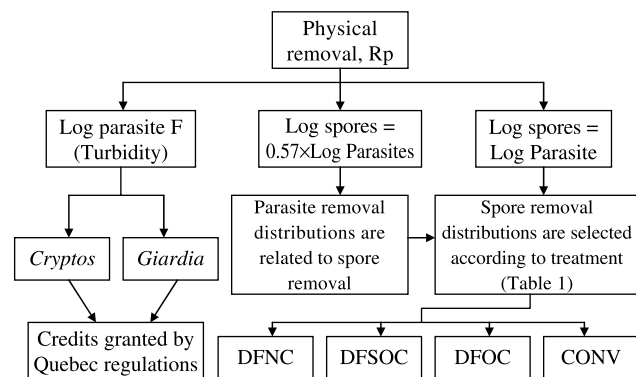 Physical
removal, Rp
Log parasite F
(Turbidity)
Log spores =
0.57×Log Parasites
Log spores =
Log Parasite
Cryptos
Giardia
Parasite removal
distributions are
related to spore
removal
Spore removal
distributions are selected
according to treatment
(Table 1)
Credits granted by
Quebec regulations
DFNC
DFSOC
DFOC
CONV